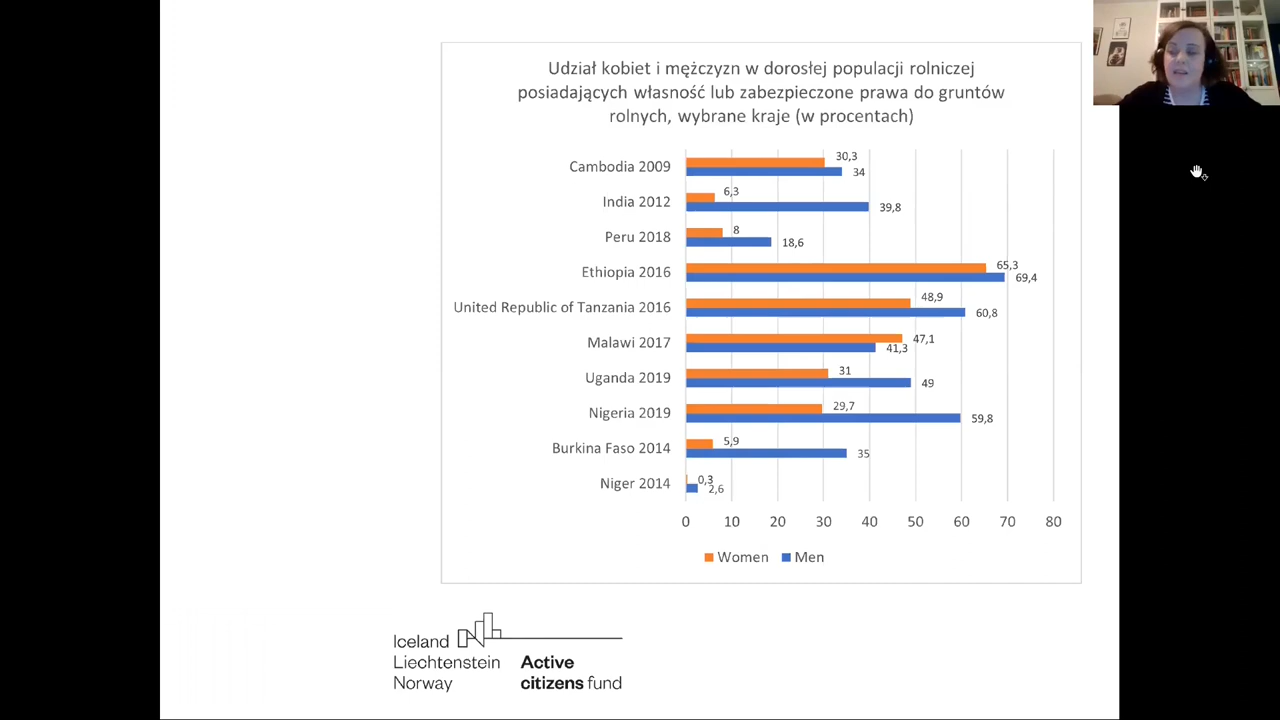 Udział kobiet i mężczyzn w dorosłej populacji rolniczej
posiadających własność lub zabezpieczone prawa do gruntów
rolnych, wybrane kraje (w procentach)
Cambodia 2009
30,3
34
India 2012
6,3
39,8
Peru 2018
8
18,6
Ethiopia 2016
65,3
69,4
United Republic of Tanzania 2016
48,9
60,8
Malawi 2017
47,1
41,3
Uganda 2019
31
49
Nigeria 2019
29,7
59,8
Burkina Faso 2014
5,9
35
Niger 2014
0,3
2,6
0 10 20 30 40 50 60 70 80
Women Men
Iceland
Liechtenstein Active
Norway citizens fund